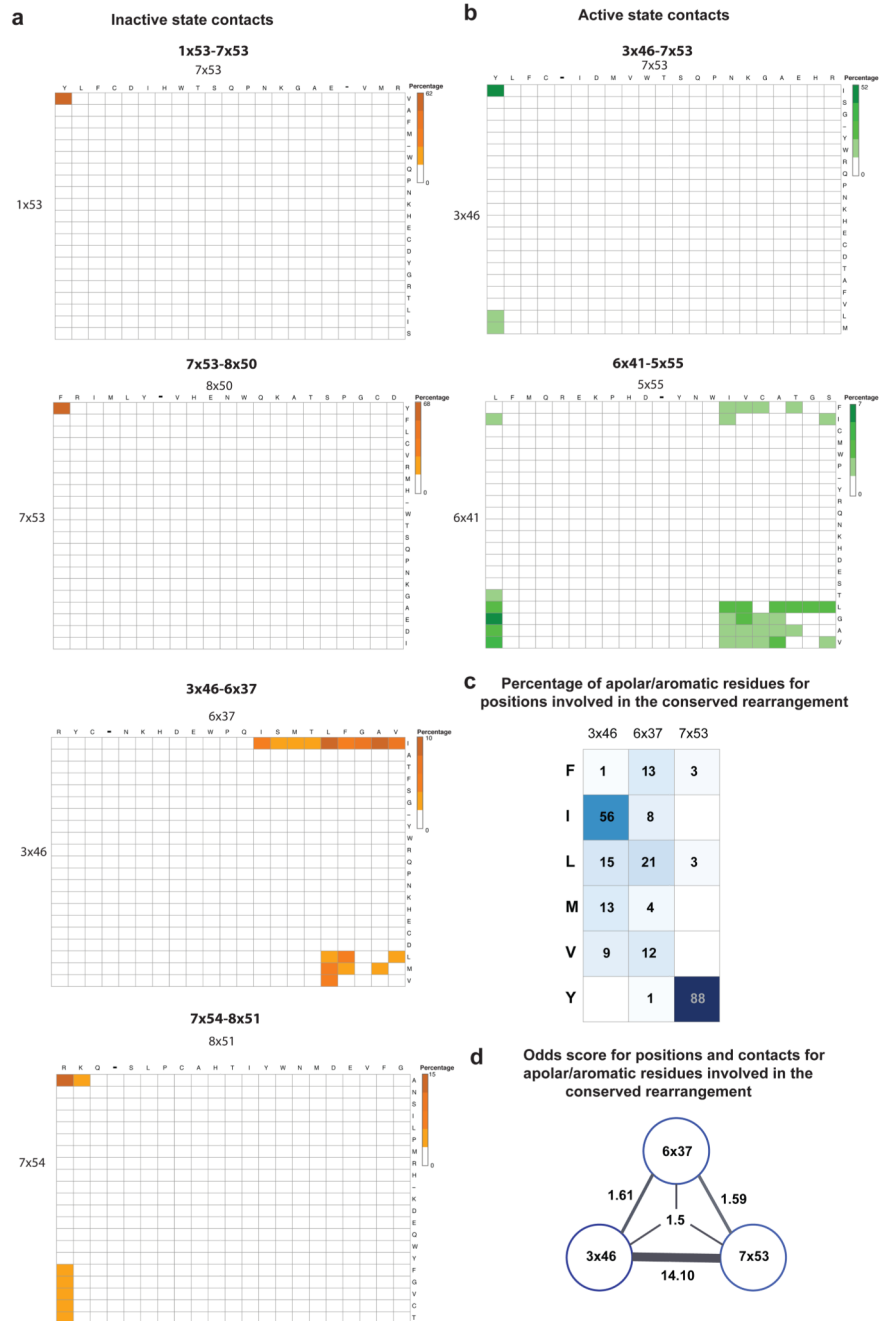 a
Inactive state contacts
1x53-7x53
7x53
Y L F C D I H W T S Q P N K G A E - V M R
Percentage
62
0
V
A
F
M
-
W
Q
P
N
K
H
E
C
D
Y
G
R
T
L
I
S
1x53
7x53-8x50
8x50
F R I M L Y - V H E N W Q K A T S P G C D
Percentage
68
0
Y
F
L
C
V
R
M
H
-
W
T
S
Q
P
N
K
G
A
E
D
I
7x53
3x46-6x37
6x37
R Y C - N K H D E W P Q I S M T L F G A V
Percentage
10
0
I
A
T
F
S
G
-
Y
W
R
Q
P
N
K
H
E
C
D
L
M
V
3x46
7x54-8x51
8x51
R K Q - S L P C A H T I Y W N M D E V F G
Percentage
15
0
A
N
S
I
L
P
M
R
H
-
K
D
E
Q
W
Y
F
G
V
C
T
7x54
b
Active state contacts
3x46-7x53
7x53
Y L F C - I D M V W T S Q P N K G A E H R
Percentage
52
0
I
S
G
-
Y
W
R
Q
P
N
K
H
E
C
D
T
A
F
V
L
M
3x46
6x41-5x55
5x55
L F M Q R E K P H D - Y N W I V C A T G S
Percentage
7
0
F
I
C
M
W
P
-
Y
R
Q
N
K
H
D
E
S
T
L
G
A
V
6x41
c
Percentage of apolar/aromatic residues for
positions involved in the conserved rearrangement
3x46 6x37 7x53
F 1 13 3
I 56 8
L 15 21 3
M 13 4
V 9 12
Y 1 88
d
Odds score for positions and contacts for
apolar/aromatic residues involved in the
conserved rearrangement
6x37
1.61
1.59
1.5
3x46
7x53
14.10